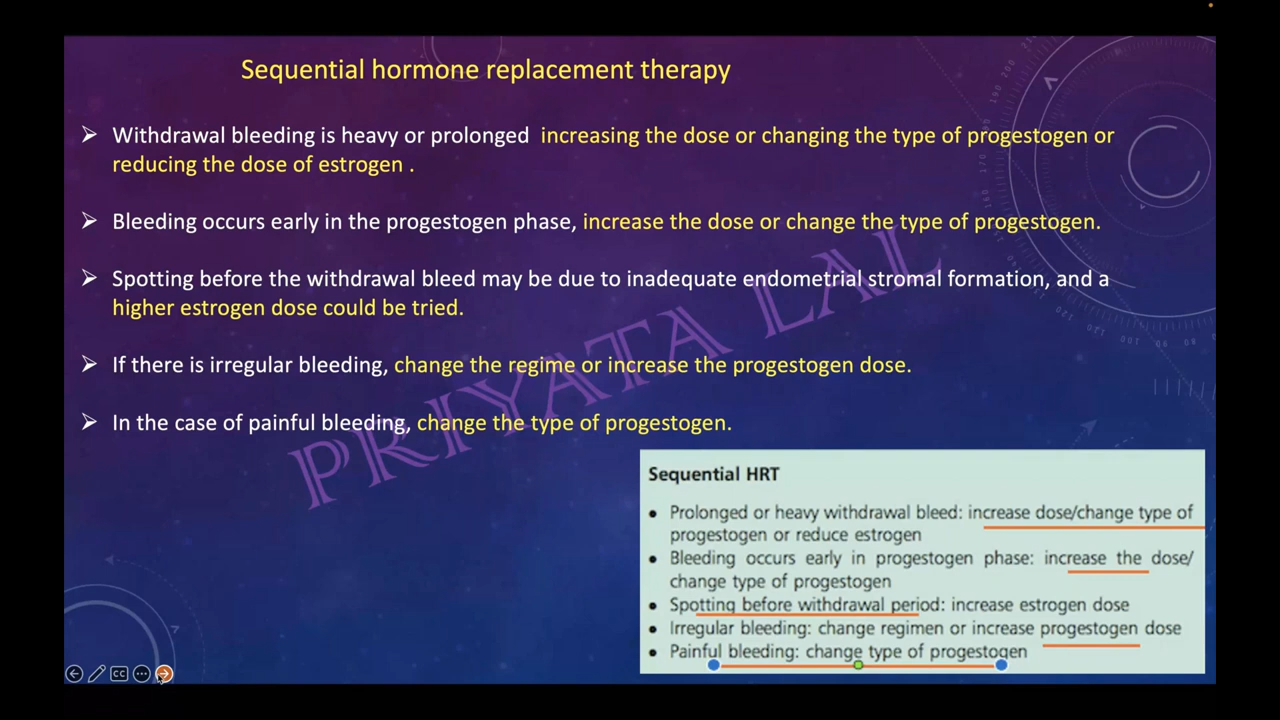 Sequential hormone replacement therapy
➢ Withdrawal bleeding is heavy or prolonged increasing the dose or changing the type of progestogen or
reducing the dose of estrogen .
➢ Bleeding occurs early in the progestogen phase, increase the dose or change the type of progestogen.
➢ Spotting before the withdrawal bleed may be due to inadequate endometrial stromal formation, and a
higher estrogen dose could be tried.
➢ If there is irregular bleeding, change the regime or increase the progestogen dose.
➢ In the case of painful bleeding, change the type of progestogen.
PRIYATA LAL
Sequential HRT
• Prolonged or heavy withdrawal bleed: increase dose/change type of
progestogen or reduce estrogen
• Bleeding occurs early in progestogen phase: increase the dose/
change type of progestogen
• Spotting before withdrawal period: increase estrogen dose
• Irregular bleeding: change regimen or increase progestogen dose
• Painful bleeding: change type of progestogen
CC